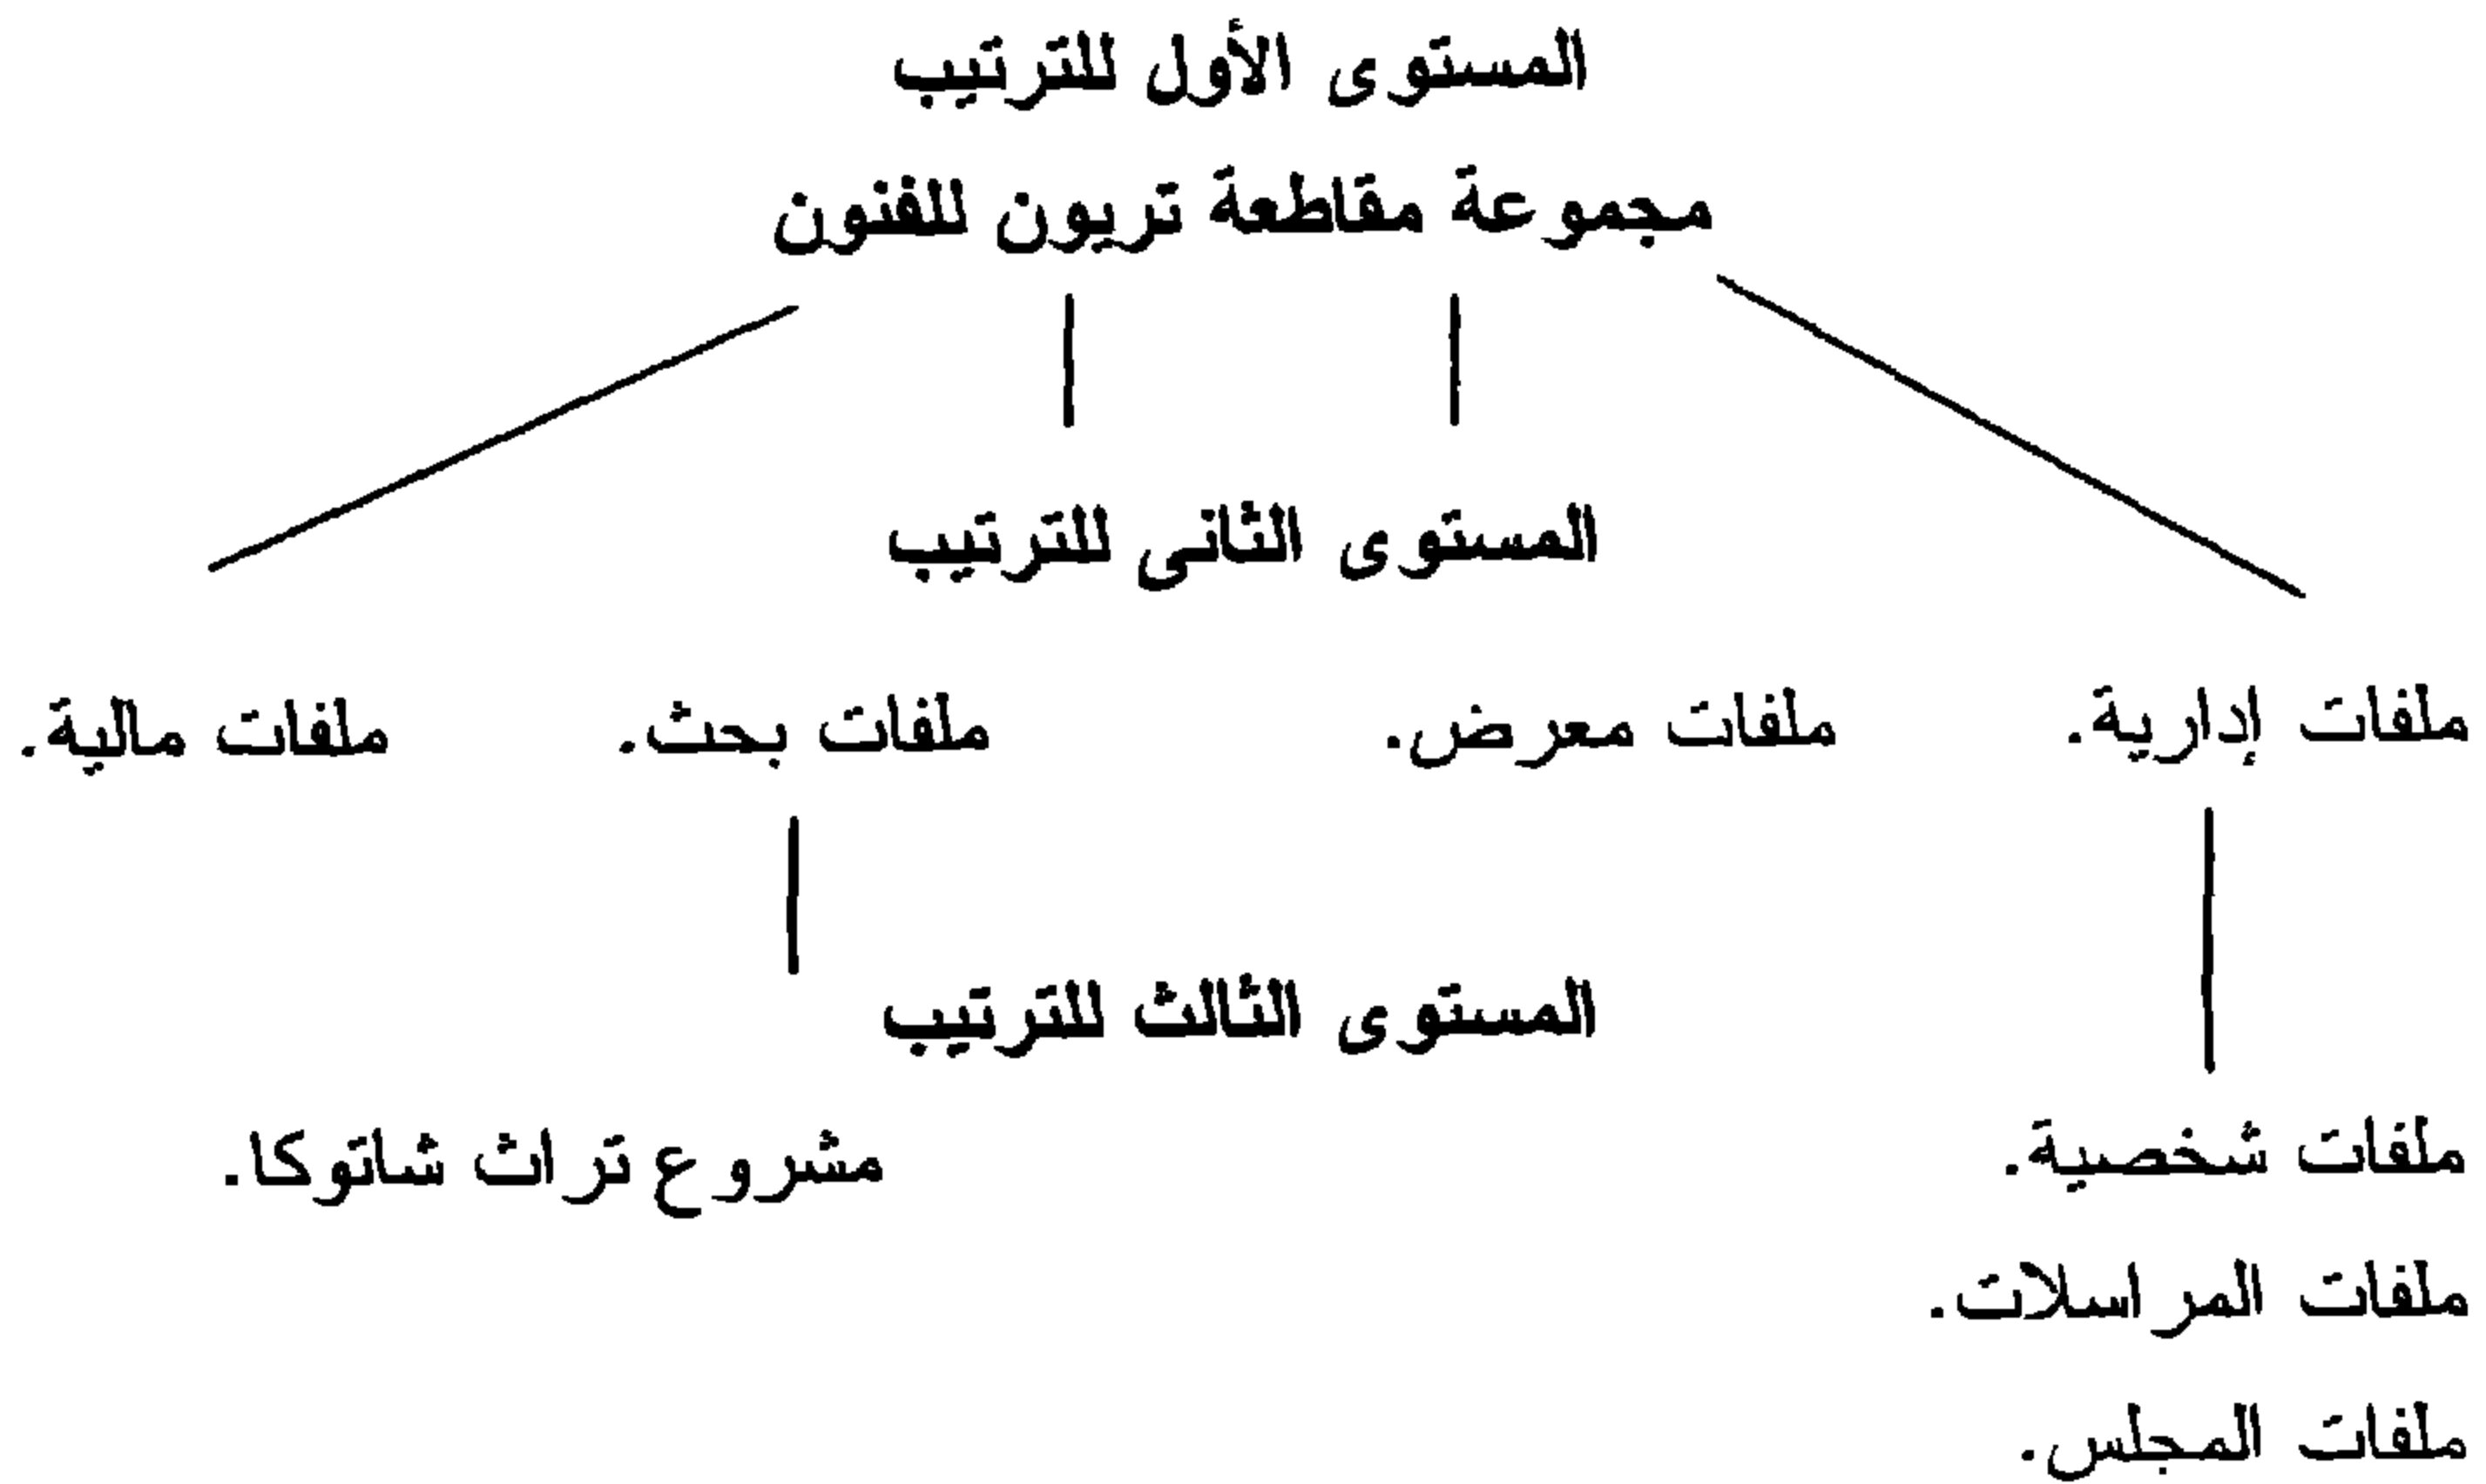 المستوى الأول للترتيب
مجموعة مقاطعة تريون للفنون
المستوى الثانى للترتيب
ملفات إدارية. ملفات معرض. ملفات بحث. ملفات مالية.
المستوى الثالث للترتيب
ملفات شخصية. مشروع تراث شاتوكا.
ملفات المراسلات.
ملفات المجلس.